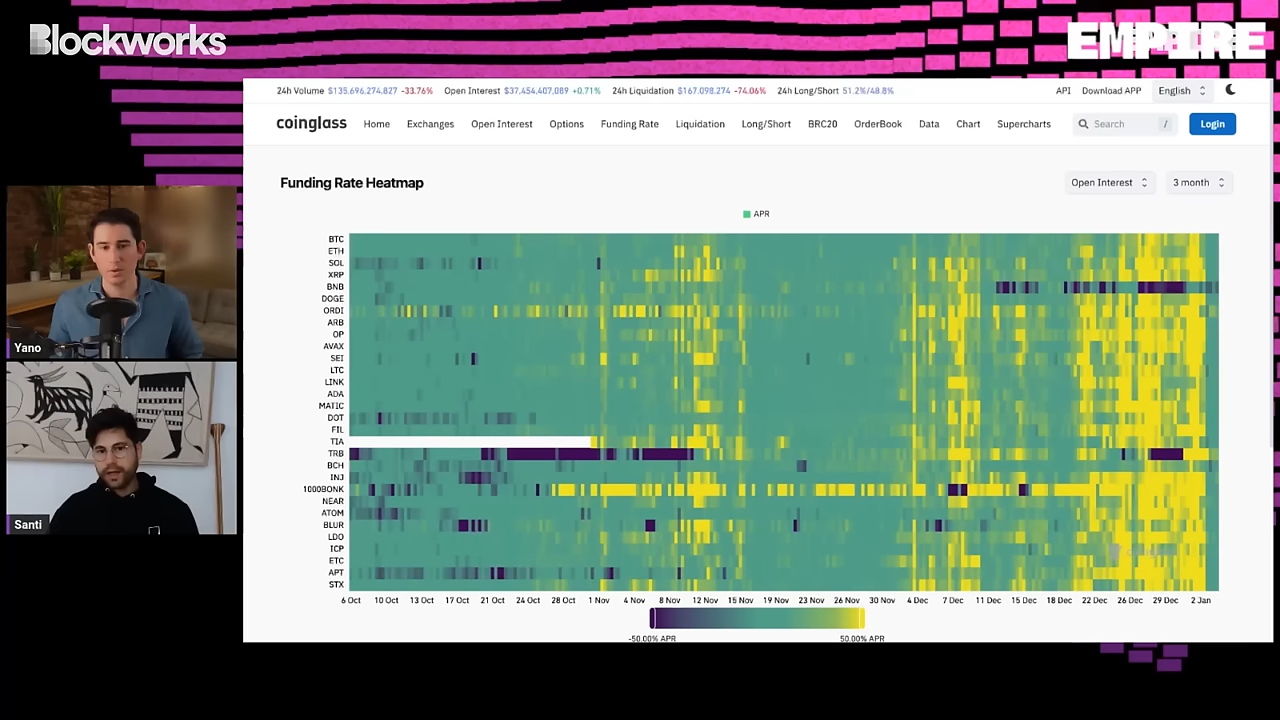 Blockworks
EMPIRE
24h Volume $135,696,274,827 -33.76% Open Interest $37,454,407,089 +0.71% 24h Liquidation $167,098,274 -74.06% 24h Long/Short 51.2%/48.8% API Download APP English
coinglass Home Exchanges Open Interest Options Funding Rate Liquidation Long/Short BRC20 OrderBook Data Chart Supercharts Search / Login
Funding Rate Heatmap Open Interest 3 month
APR
BTC
ETH
SOL
XRP
BNB
DOGE
ORDI
ARB
OP
AVAX
SEI
LTC
LINK
ADA
MATIC
DOT
FIL
TIA
TRB
BCH
INJ
1000BONK
NEAR
ATOM
BLUR
LDO
ICP
ETC
APT
STX
6 Oct 10 Oct 13 Oct 17 Oct 21 Oct 24 Oct 28 Oct 1 Nov 4 Nov 8 Nov 12 Nov 15 Nov 19 Nov 23 Nov 26 Nov 30 Nov 4 Dec 7 Dec 11 Dec 15 Dec 18 Dec 22 Dec 26 Dec 29 Dec 2 Jan
-50.00% APR 50.00% APR
Yano
Santi